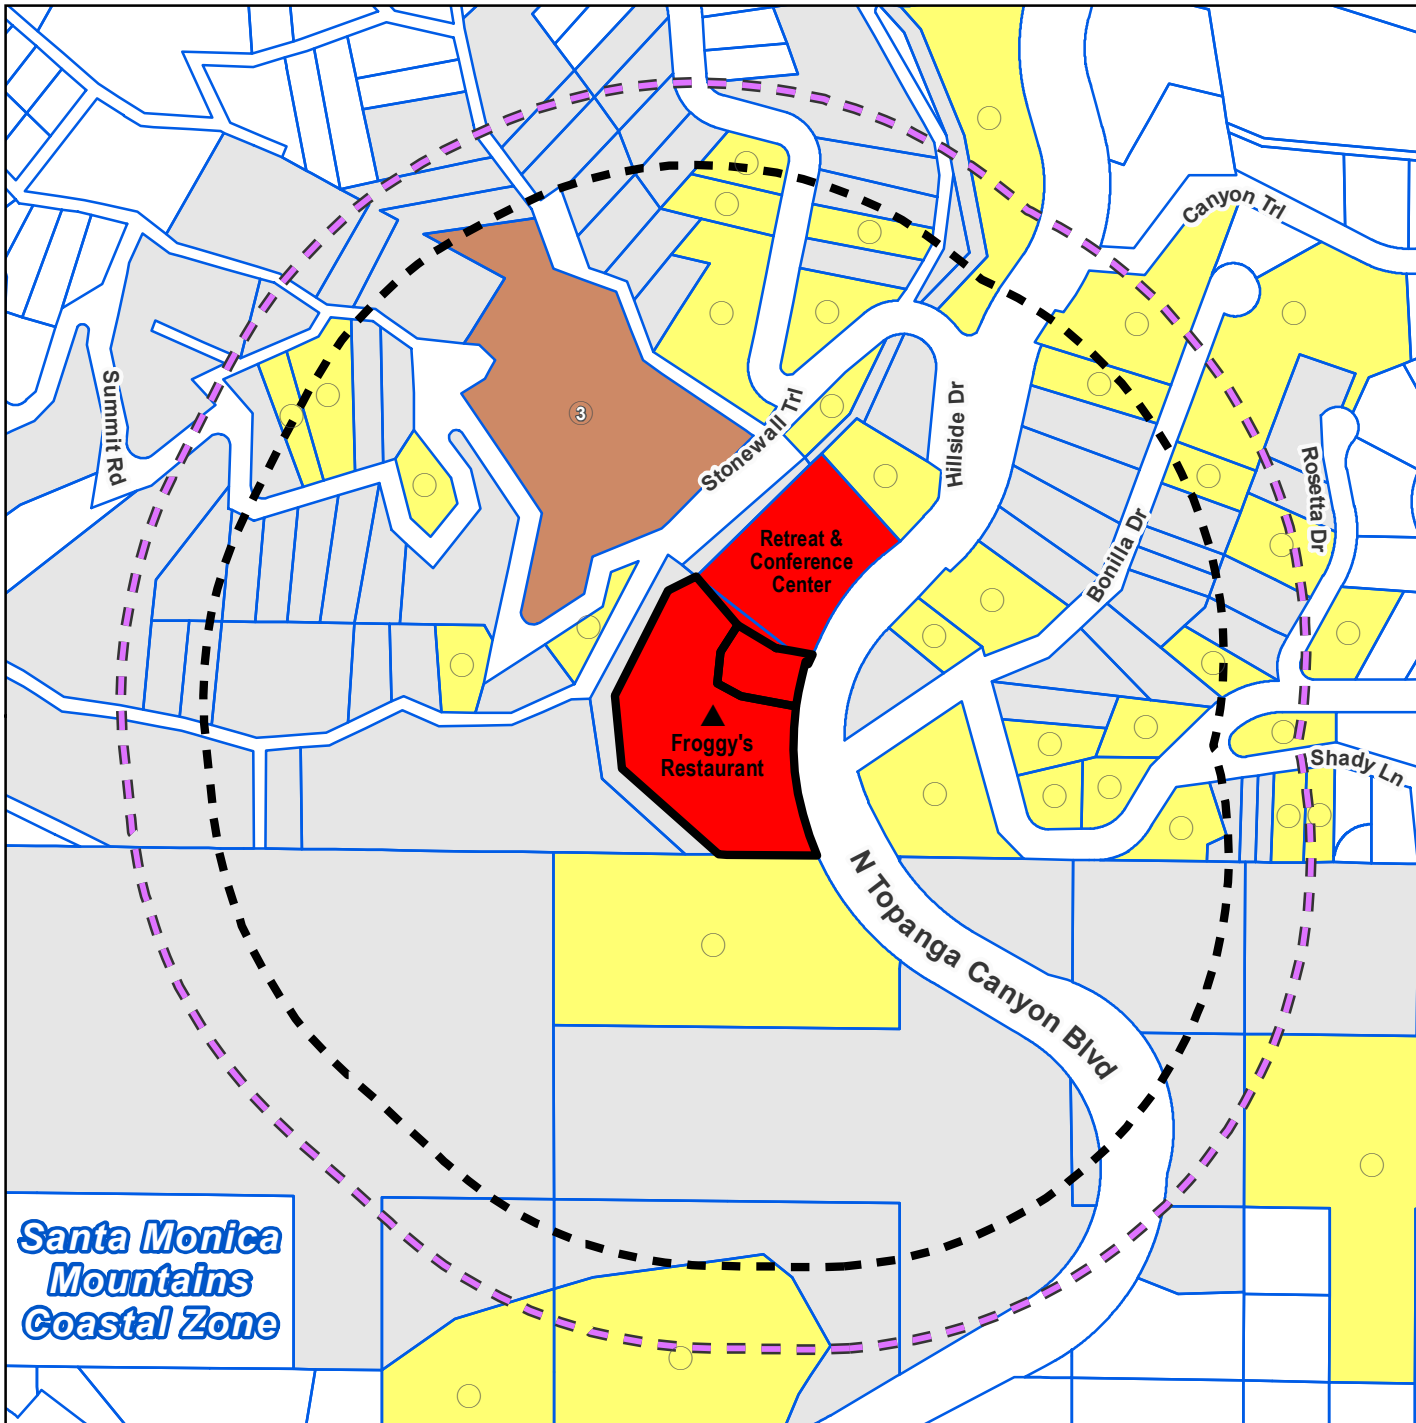 Canyon Trl
Summit Rd
Hillside Dr
3
Stonewall Trl
Rosetta Dr
Bonilla Dr
Retreat &
Conference
Center
Froggy's
Restaurant
Shady Ln
N Topanga Canyon Blvd
Santa Monica
Mountains
Coastal Zone